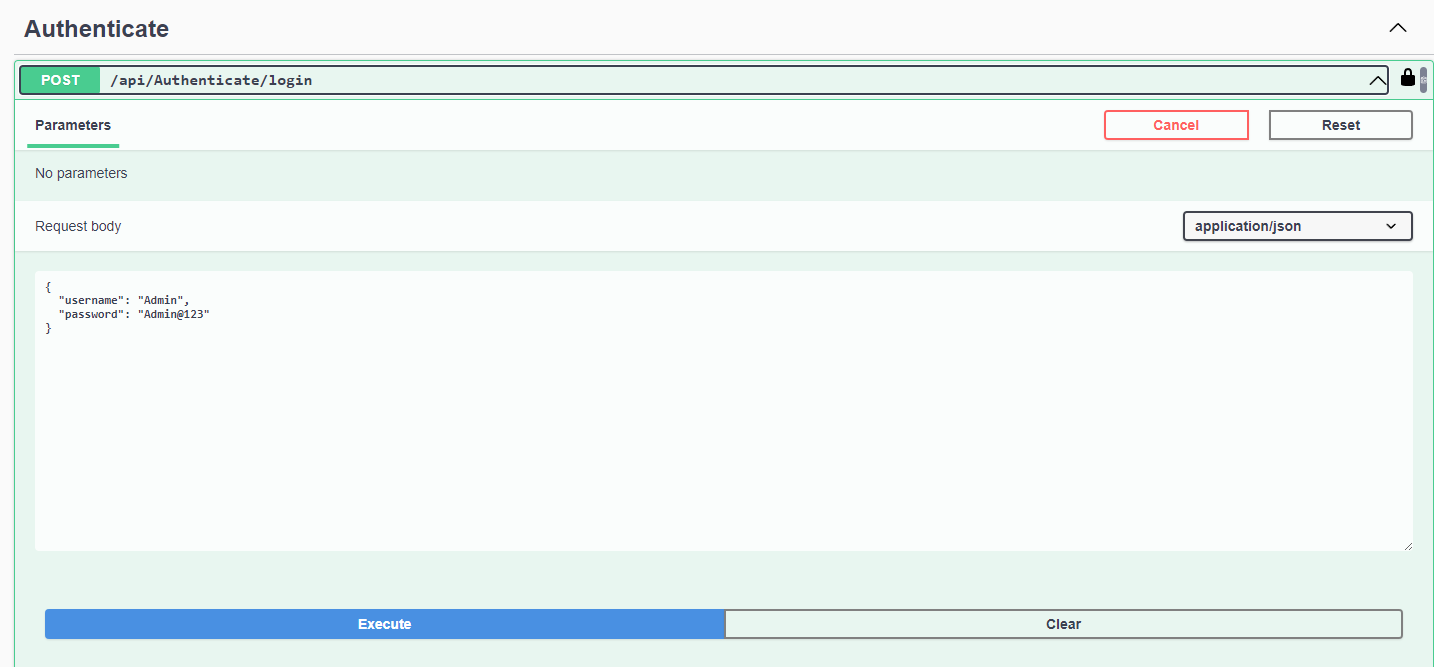 Authenticate
POST /api/Authenticate/login
Parameters Cancel Reset
No parameters
Request body application/json
{
  "username": "Admin",
  "password": "Admin@123"
}
Execute Clear